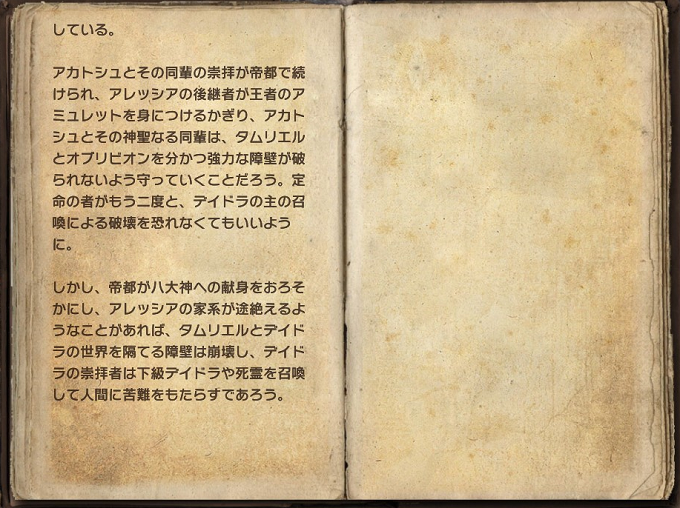 している。
アカトシュとその同輩の崇拝が帝都で続
けられ、アレッシアの後継者が王者のア
ミュレットを身につけるかぎり、アカト
シュとその神聖なる同輩は、タムリエル
とオブリビオンを分かつ強力な障壁が破
られないよう守っていくことだろう。定
命の者がもう二度と、デイドラの主の召
喚による破壊を恐れなくてもいいよう
に。
しかし、帝都が八大神への献身をおろそ
かにし、アレッシアの家系が途絶えるよ
うなことがあれば、タムリエルとデイド
ラの世界を隔てる障壁は崩壊し、デイド
ラの崇拝者は下級デイドラや死霊を召喚
して人間に苦難をもたらすであろう。